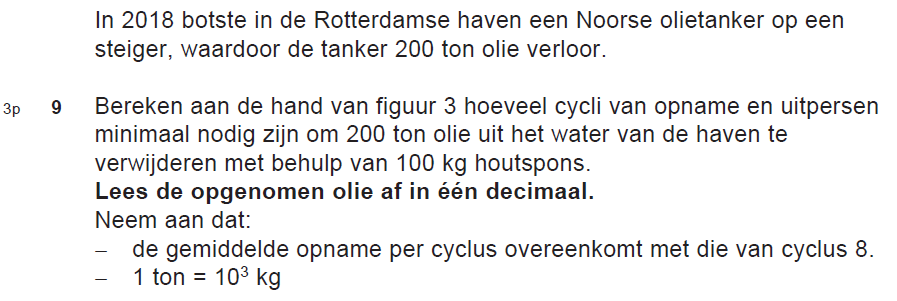 In 2018 botste in de Rotterdamse haven een Noorse olietanker op een
steiger, waardoor de tanker 200 ton olie verloor.
3p 9 Bereken aan de hand van figuur 3 hoeveel cycli van opname en uitpersen
minimaal nodig zijn om 200 ton olie uit het water van de haven te
verwijderen met behulp van 100 kg houtspons.
Lees de opgenomen olie af in één decimaal.
Neem aan dat:
– de gemiddelde opname per cyclus overeenkomt met die van cyclus 8.
– 1 ton = 10³ kg